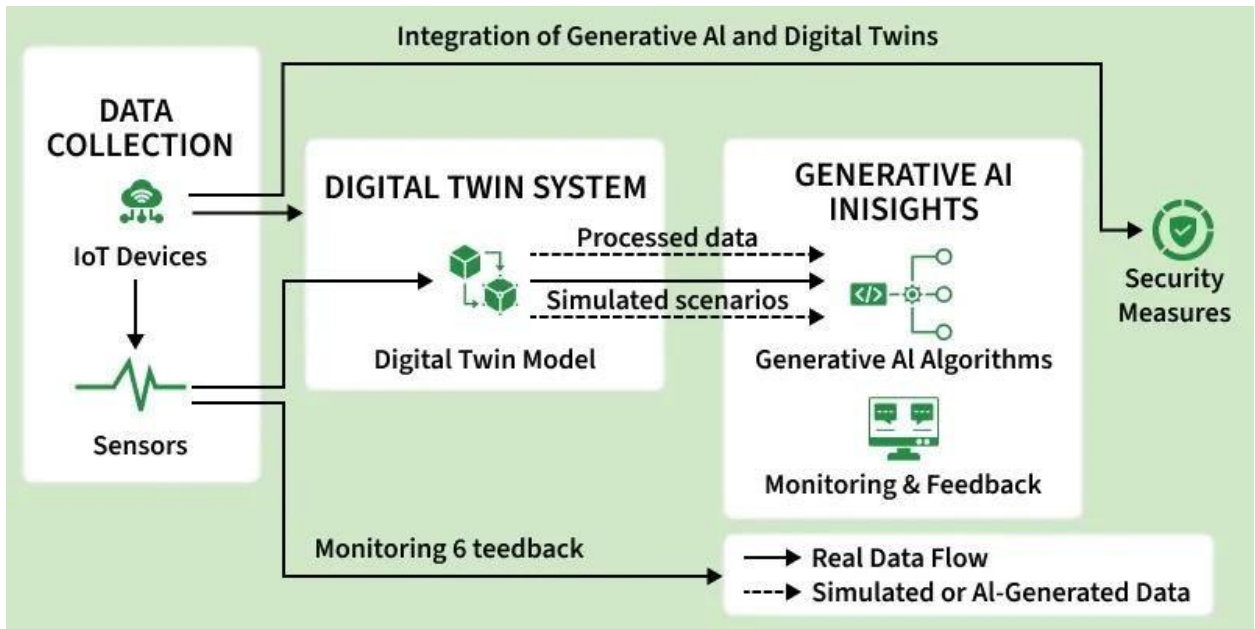 Integration of Generative AI and Digital Twins
DATA
COLLECTION
IoT Devices
Sensors
DIGITAL TWIN SYSTEM
Processed data
Simulated scenarios
Digital Twin Model
GENERATIVE AI
INISIGHTS
</>
Generative AI Algorithms
Monitoring & Feedback
Security
Measures
Monitoring 6 teedback
Real Data Flow
Simulated or AI-Generated Data